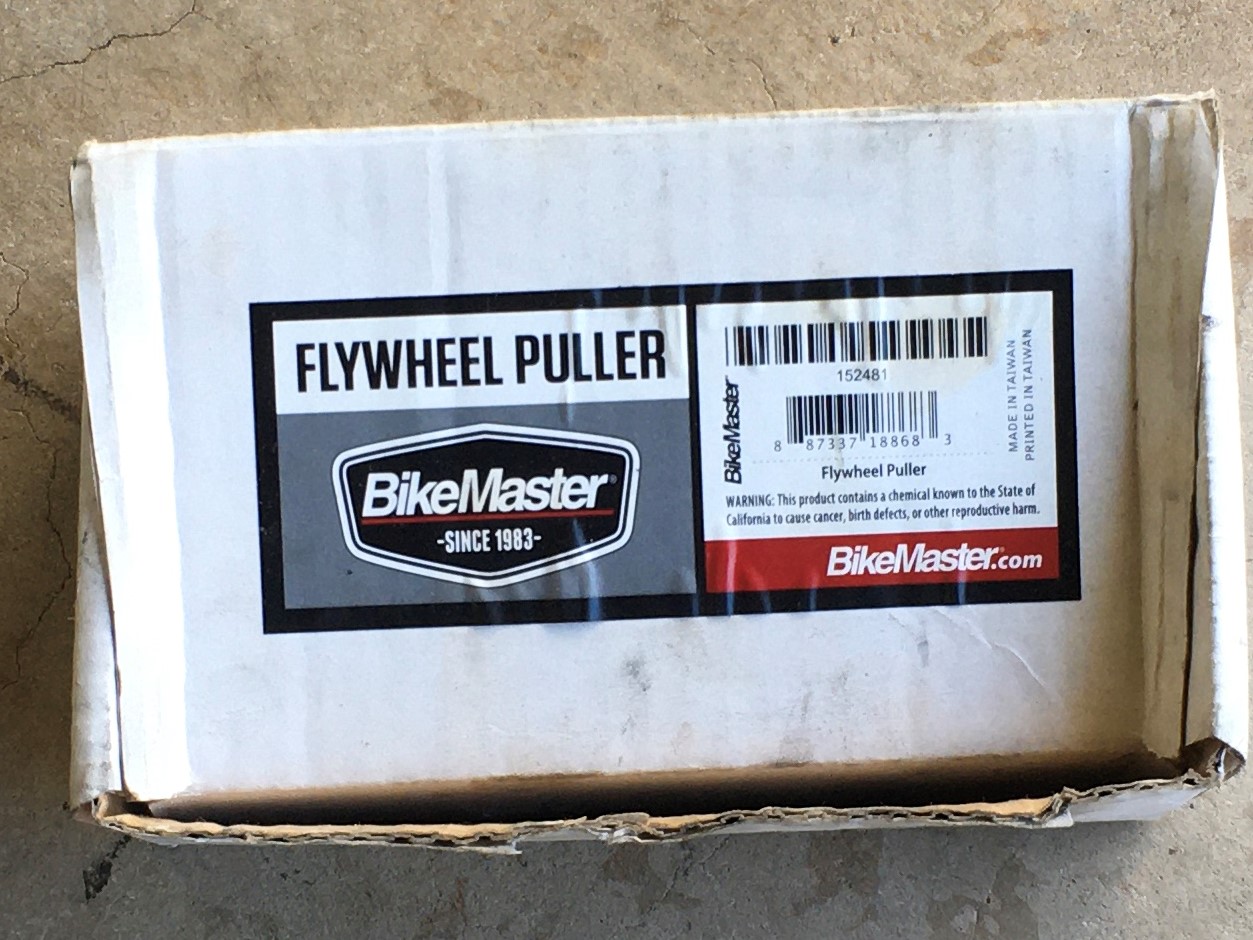 FLYWHEEL PULLER
BikeMaster®
-SINCE 1983-
152481
BikeMaster
8 87337 18868 3
Flywheel Puller
WARNING: This product contains a chemical known to the State of
California to cause cancer, birth defects, or other reproductive harm.
MADE IN TAIWAN
PRINTED IN TAIWAN
BikeMaster.com